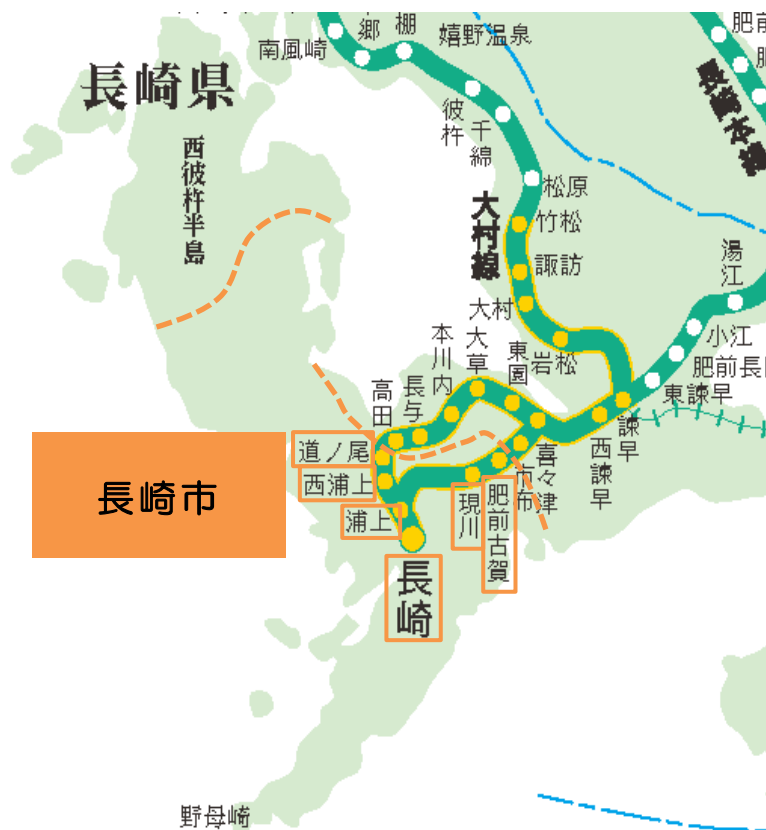 郷
棚
南風崎
嬉野温泉
長崎県
長崎本線
彼杵
千綿
西彼杵半島
松原
大村線
竹松
諏訪
湯江
大村
小江
本川内
大草
東園
岩松
肥前長
東諫早
高田
長与
道ノ尾
諫早
西諫早
西浦上
喜々津
市布
長崎市
浦上
現川
肥前古賀
長崎
野母崎